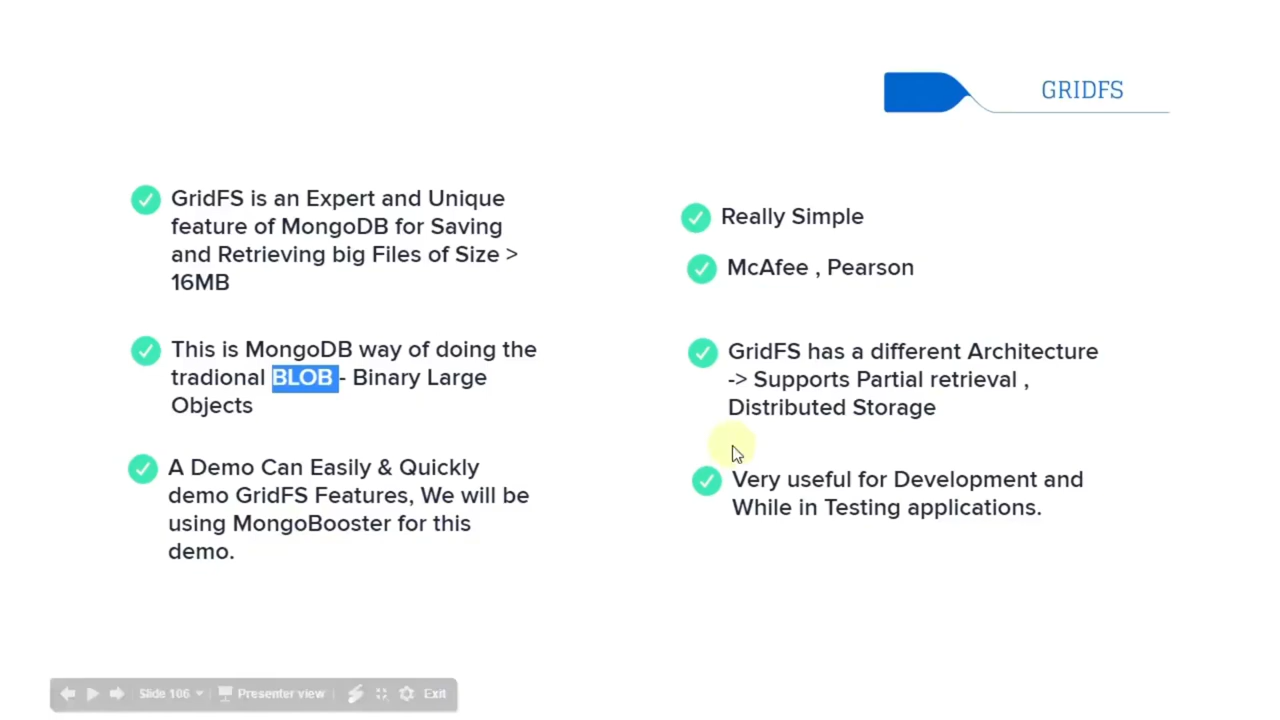 GRIDFS
GridFS is an Expert and Unique
feature of MongoDB for Saving
and Retrieving big Files of Size >
16MB
This is MongoDB way of doing the
tradional BLOB - Binary Large
Objects
A Demo Can Easily & Quickly
demo GridFS Features, We will be
using MongoBooster for this
demo.
Really Simple
McAfee , Pearson
GridFS has a different Architecture
-> Supports Partial retrieval ,
Distributed Storage
Very useful for Development and
While in Testing applications.
Slide 106
Presenter view
Exit